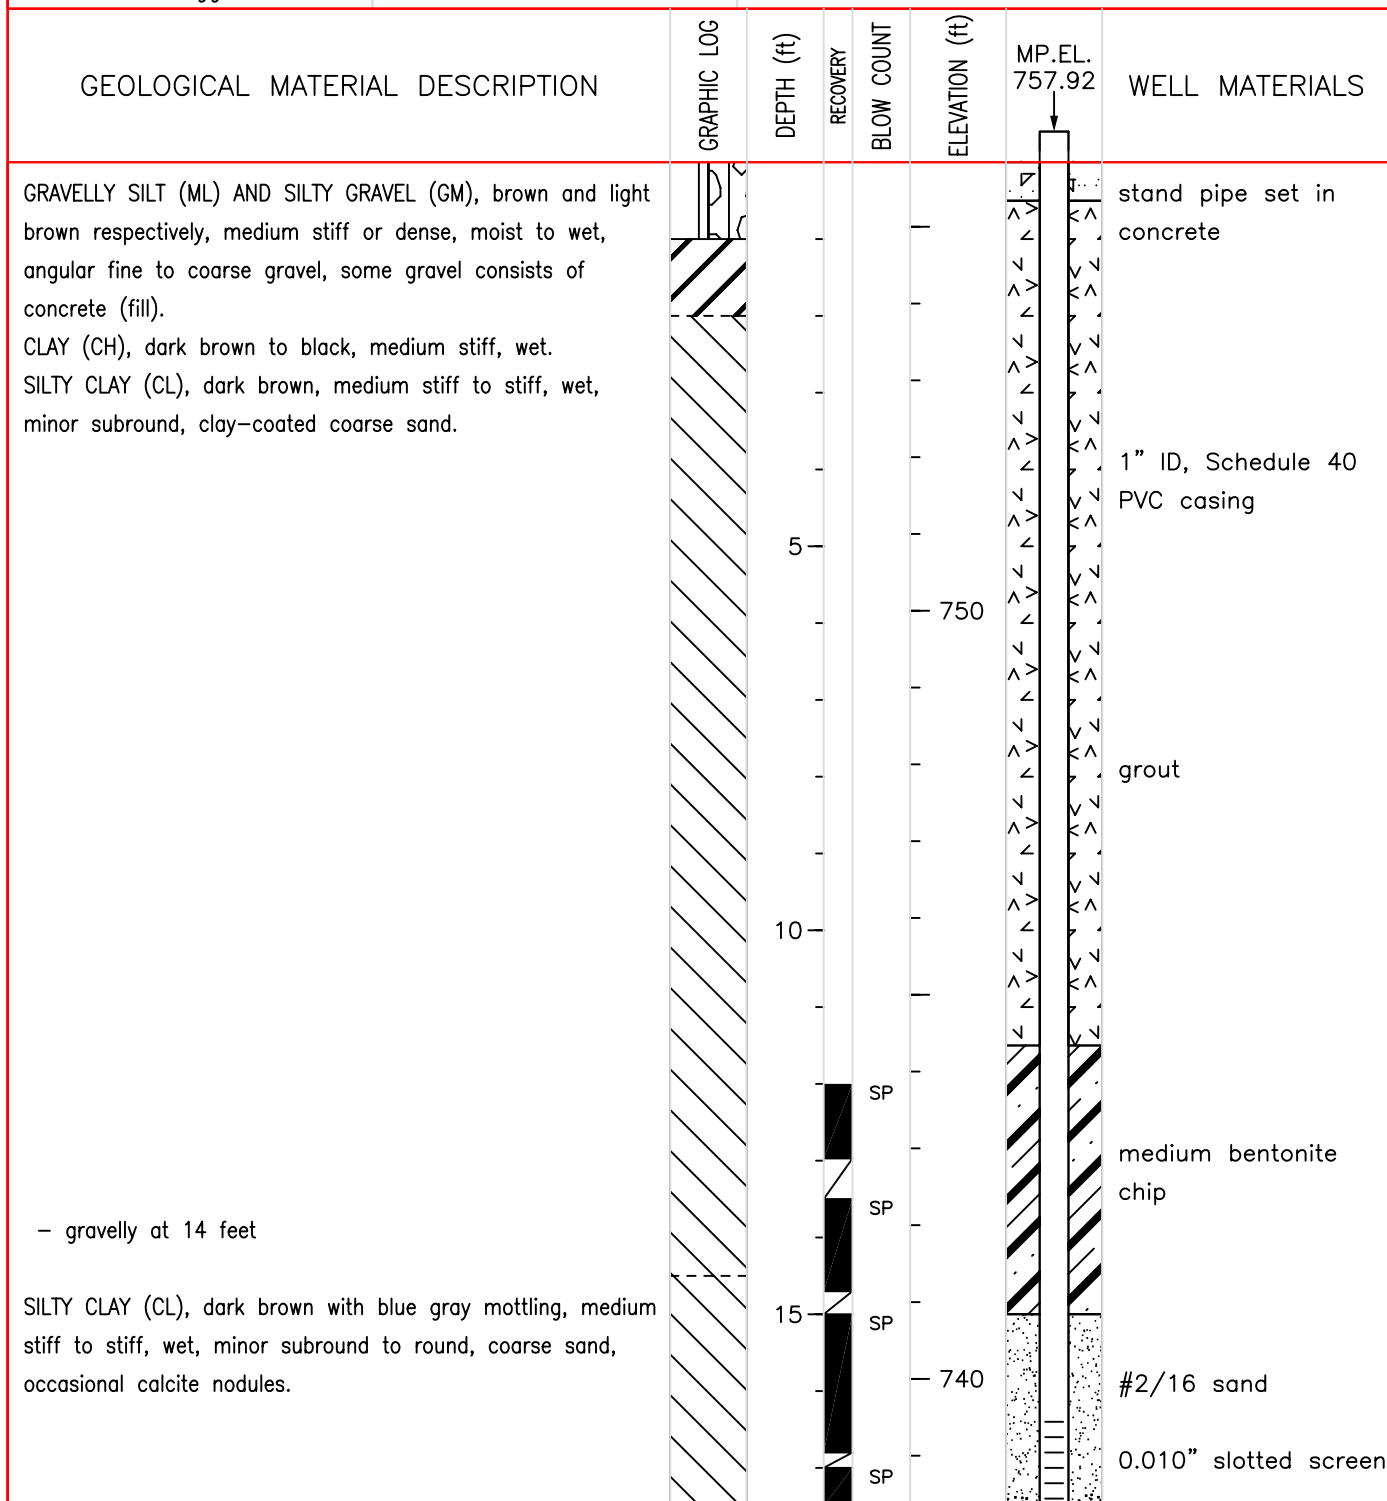 GEOLOGICAL MATERIAL DESCRIPTION
GRAPHIC LOG
DEPTH (ft)
RECOVERY
BLOW COUNT
ELEVATION (ft)
MP.EL.
757.92
WELL MATERIALS
GRAVELLY SILT (ML) AND SILTY GRAVEL (GM), brown and light
brown respectively, medium stiff or dense, moist to wet,
angular fine to coarse gravel, some gravel consists of
concrete (fill).
CLAY (CH), dark brown to black, medium stiff, wet.
SILTY CLAY (CL), dark brown, medium stiff to stiff, wet,
minor subround, clay-coated coarse sand.
stand pipe set in
concrete
1" ID, Schedule 40
PVC casing
5
750
grout
10
SP
medium bentonite
chip
SP
- gravelly at 14 feet
SILTY CLAY (CL), dark brown with blue gray mottling, medium
stiff to stiff, wet, minor subround to round, coarse sand,
occasional calcite nodules.
15
SP
740
#2/16 sand
0.010" slotted screen
SP